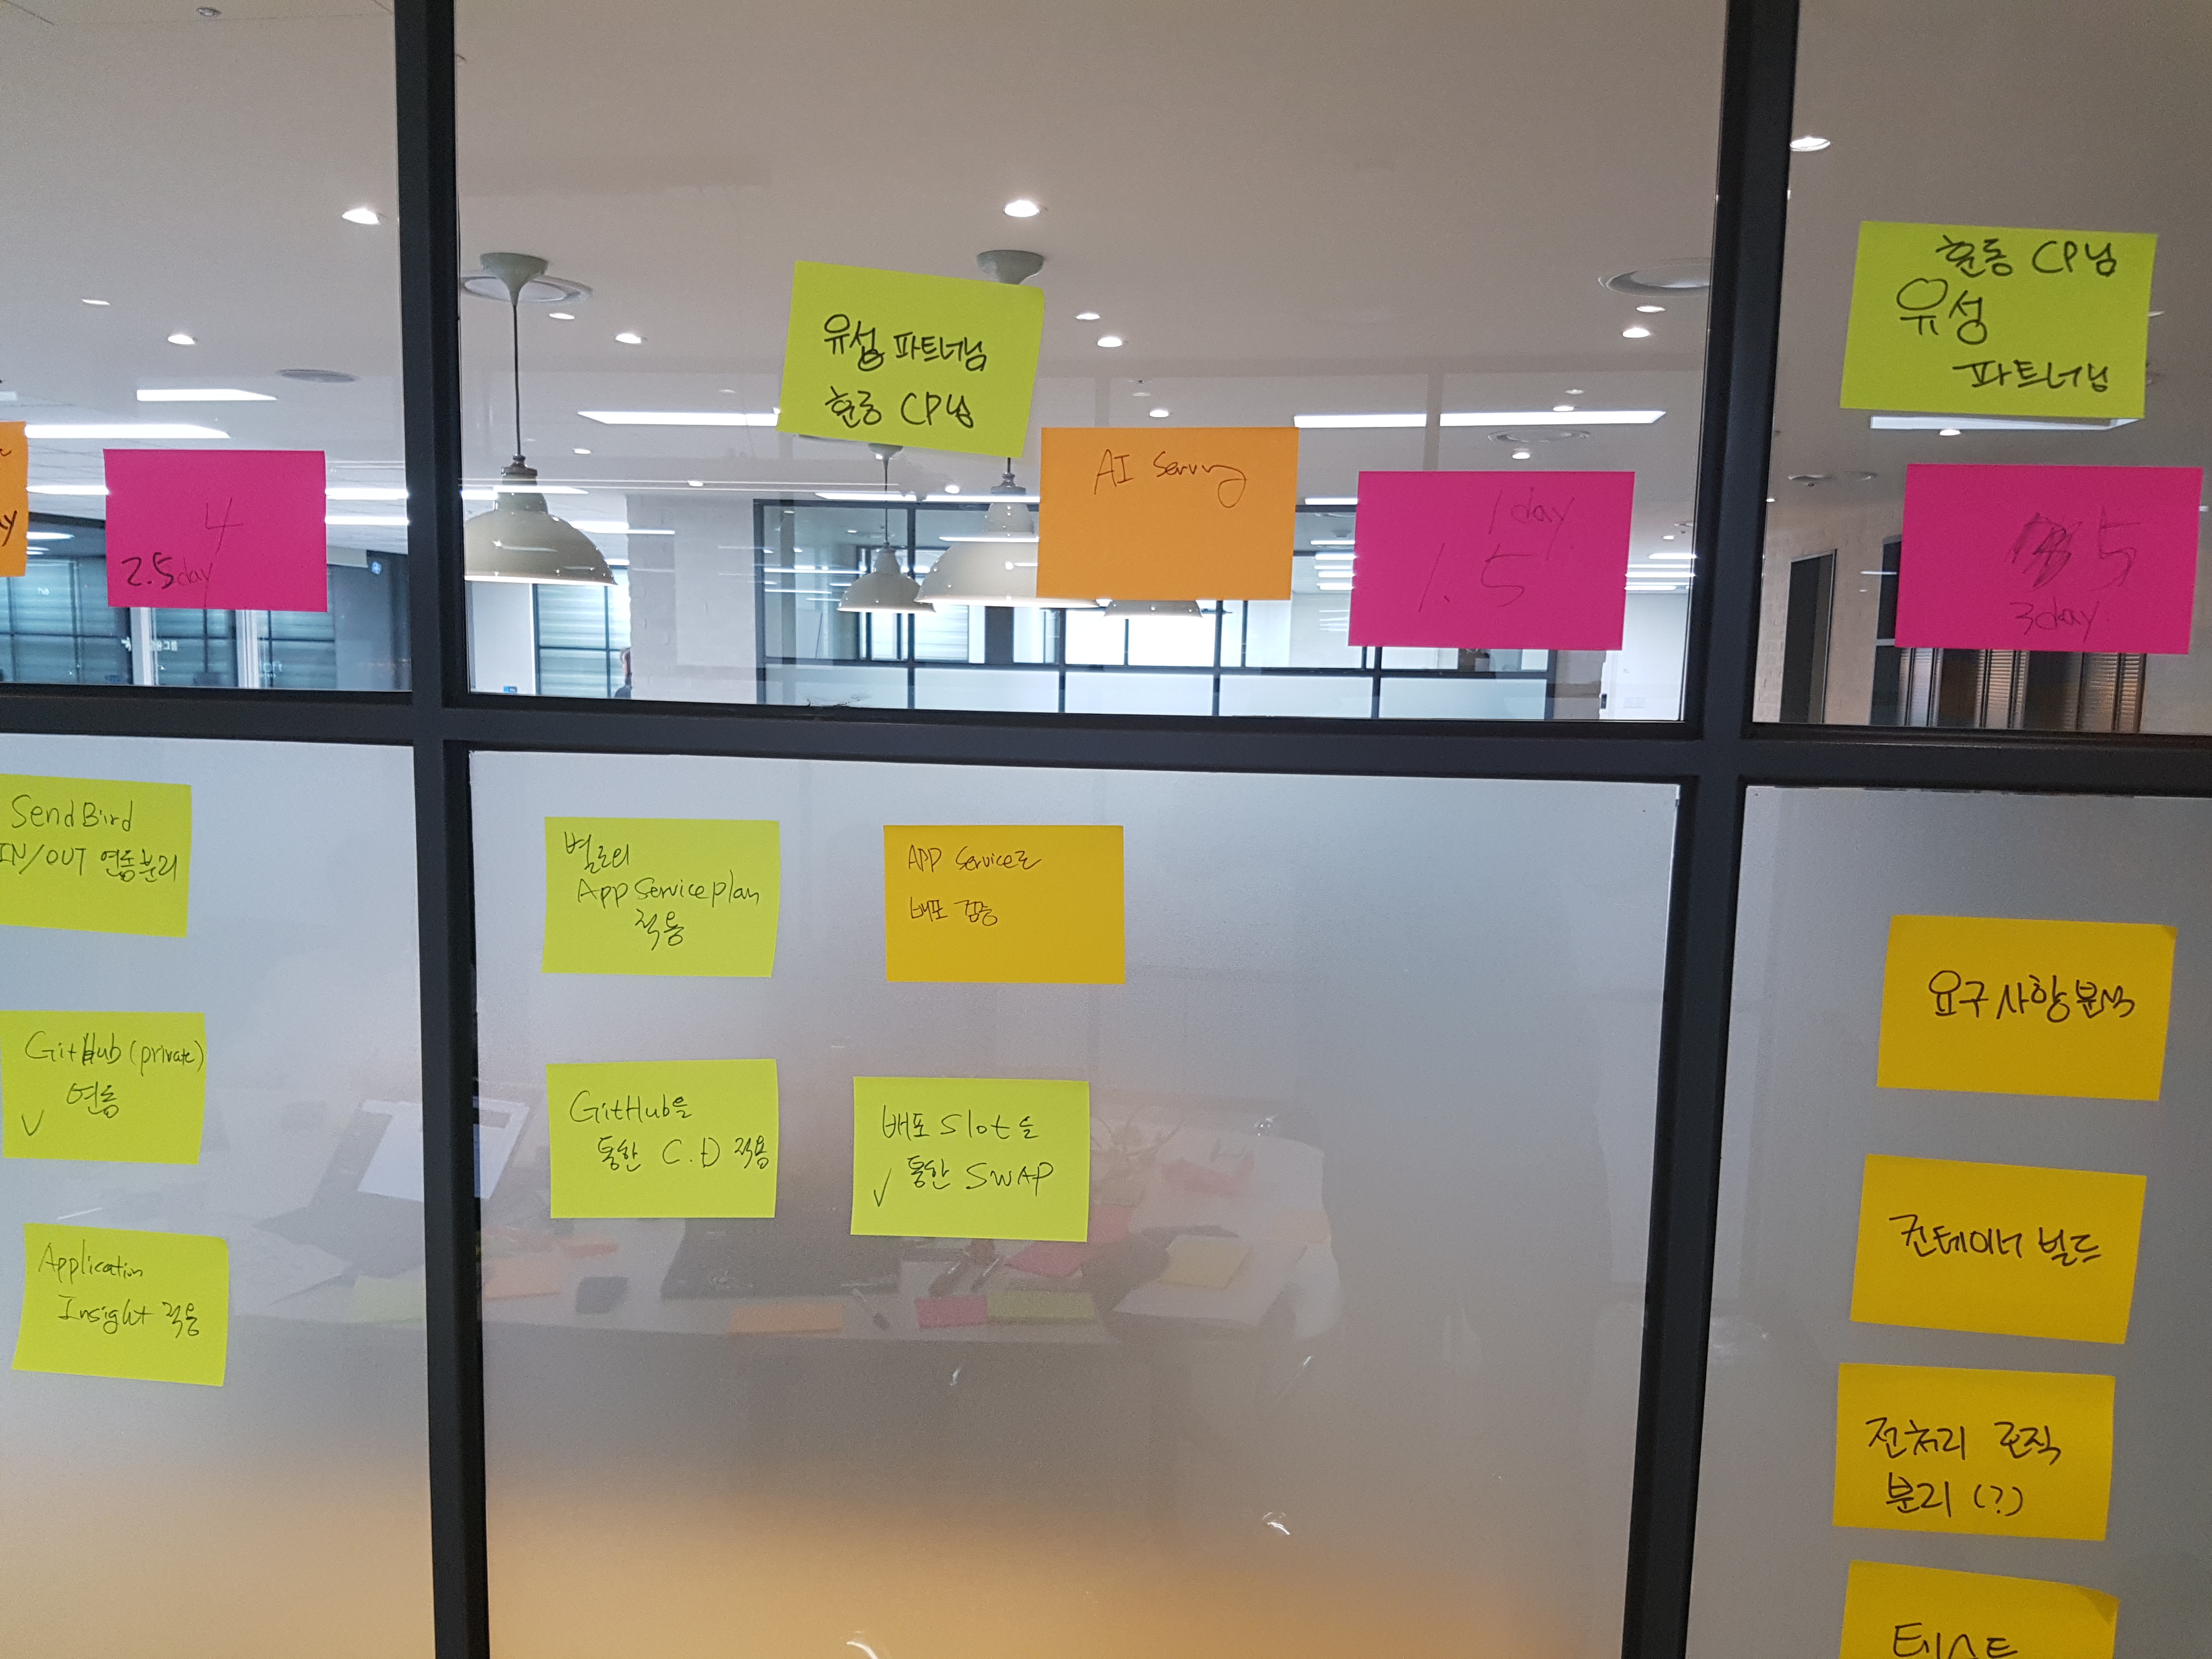 4
2.5day
유성 파트너님
현동 CP님
AI Serving
1day
1.5
현동 CP님
유성
파트너님
5
3day
SendBird
IN/OUT 연동분리
GitHub (private)
연동
✓
Application
Insight 적용
별도의
App Service plan
적용
APP Service로
배포 검증
GitHub을
통한 C.D 적용
배포 Slot을
✓ 통한 SWAP
요구사항분석
컨테이너 빌드
전처리 로직
분리 (?)
테스트